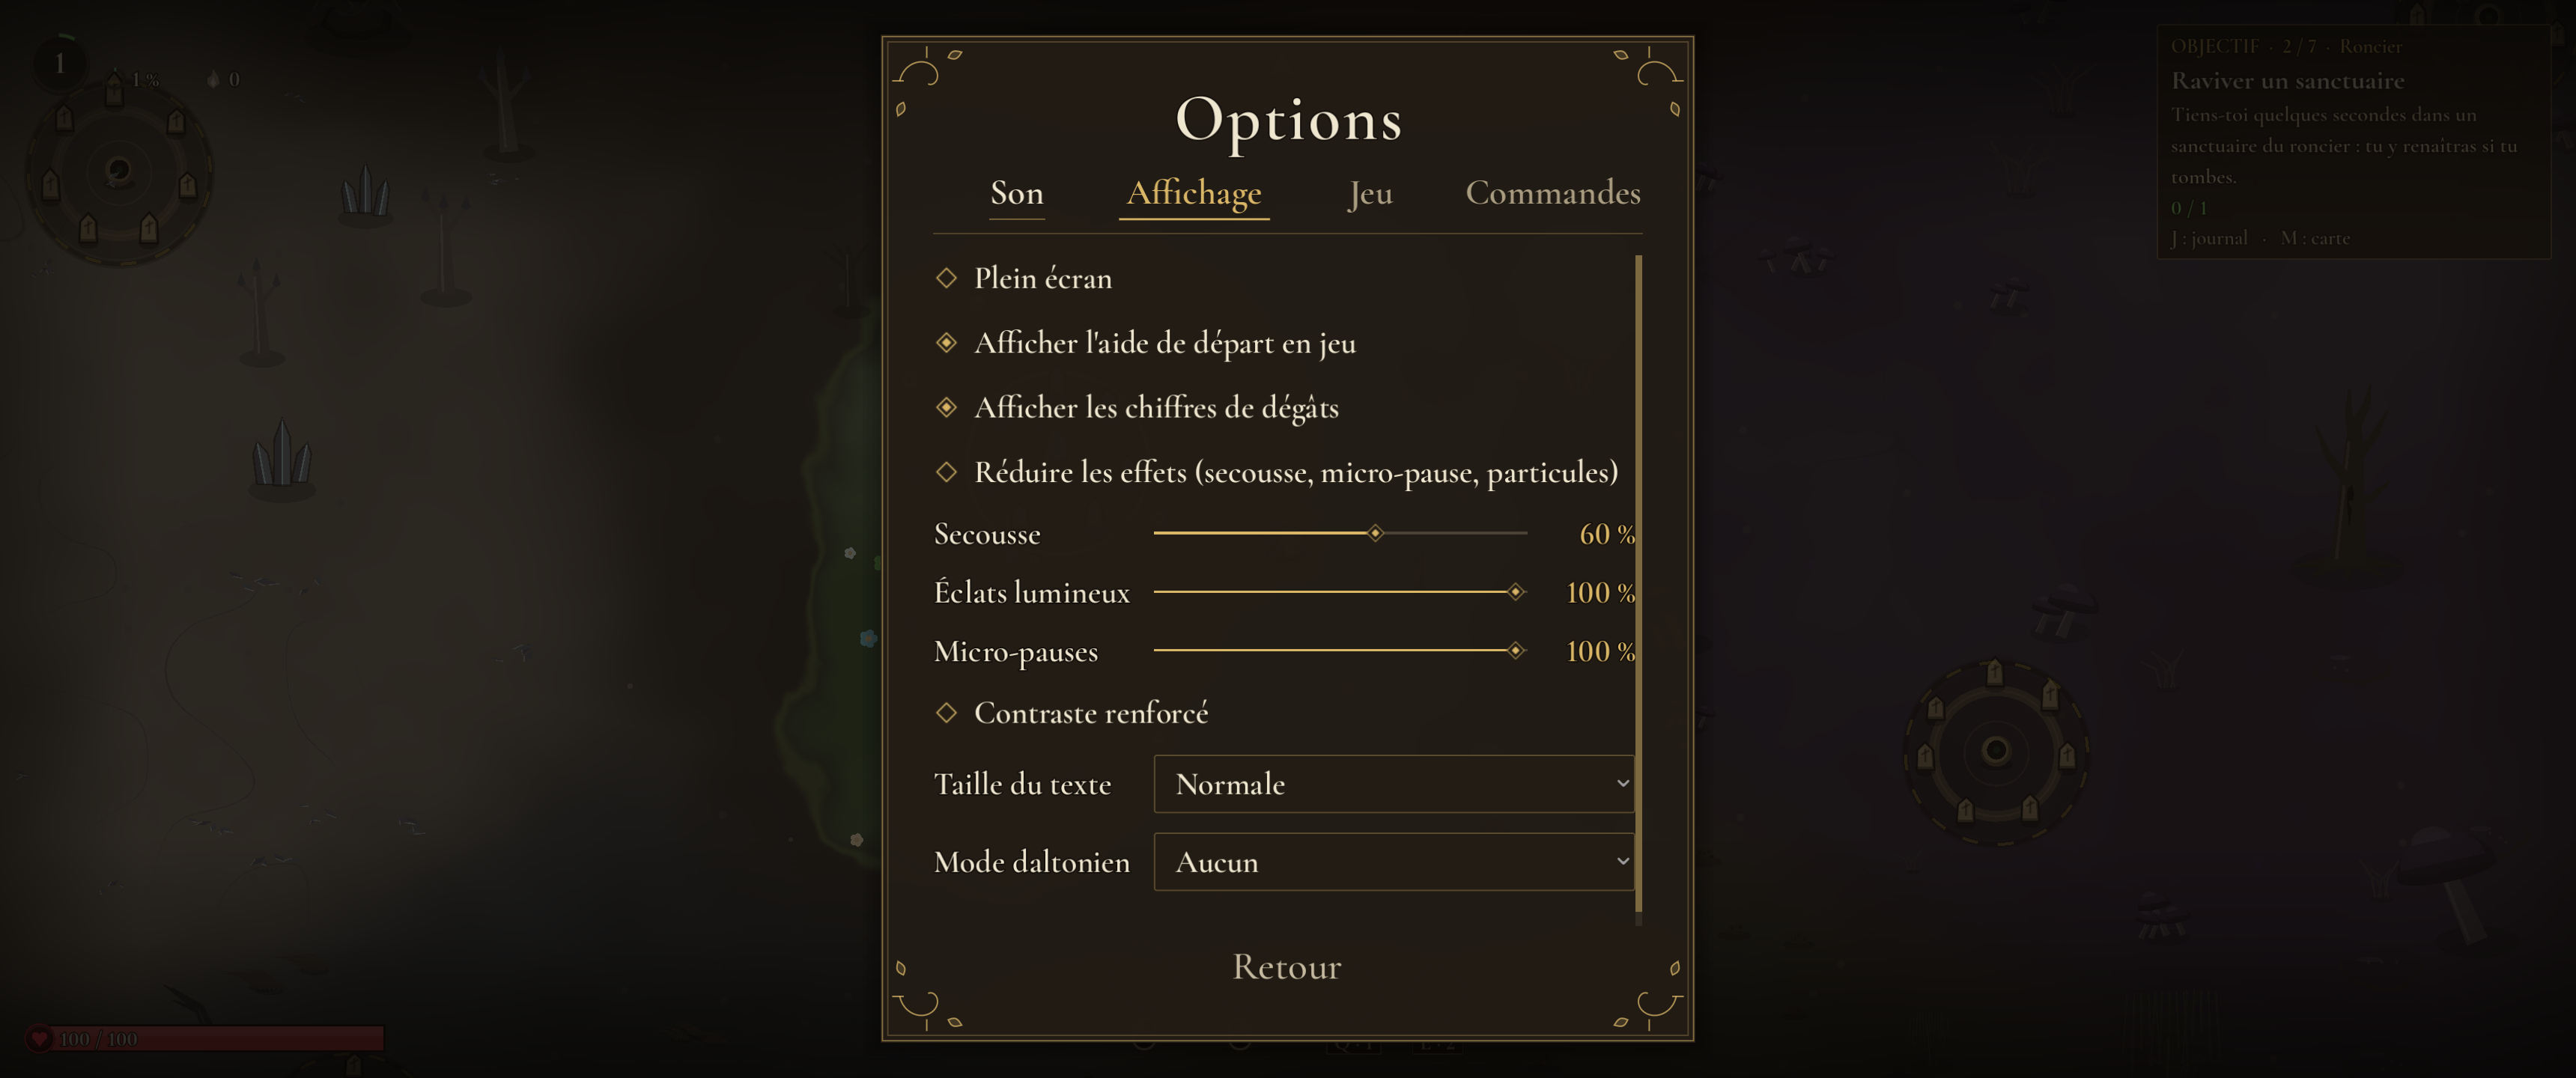 1
1 %
0
OBJECTIF · 2 / 7 · Roncier
Raviver un sanctuaire
Tiens-toi quelques secondes dans un
sanctuaire du roncier : tu y renaitras si tu
tombes.
0 / 1
J : journal · M : carte
Options
Son
Affichage
Jeu
Commandes
Plein écran
Afficher l'aide de départ en jeu
Afficher les chiffres de dégâts
Réduire les effets (secousse, micro-pause, particules)
Secousse
60 %
Éclats lumineux
100 %
Micro-pauses
100 %
Contraste renforcé
Taille du texte
Normale
Mode daltonien
Aucun
Retour
100 / 100